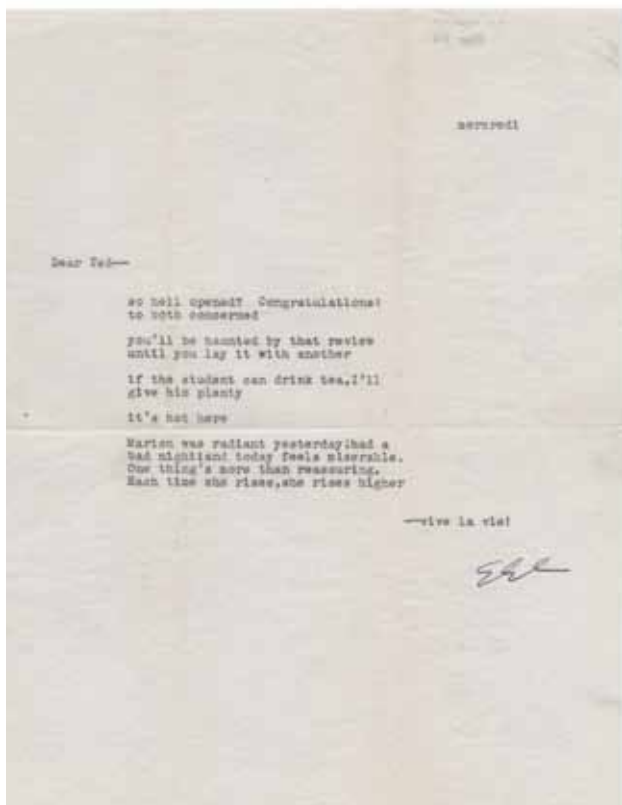 mercredi
Dear Ted—
so hell opened? Congratulations!
to both concerned
you'll be haunted by that review
until you lay it with another
if the student can drink tea,I'll
give him plenty
it's hot here
Marion was radiant yesterday;had a
bad night;and today feels miserable.
One thing's more than reassuring.
Each time she rises,she rises higher
—vive la vie!